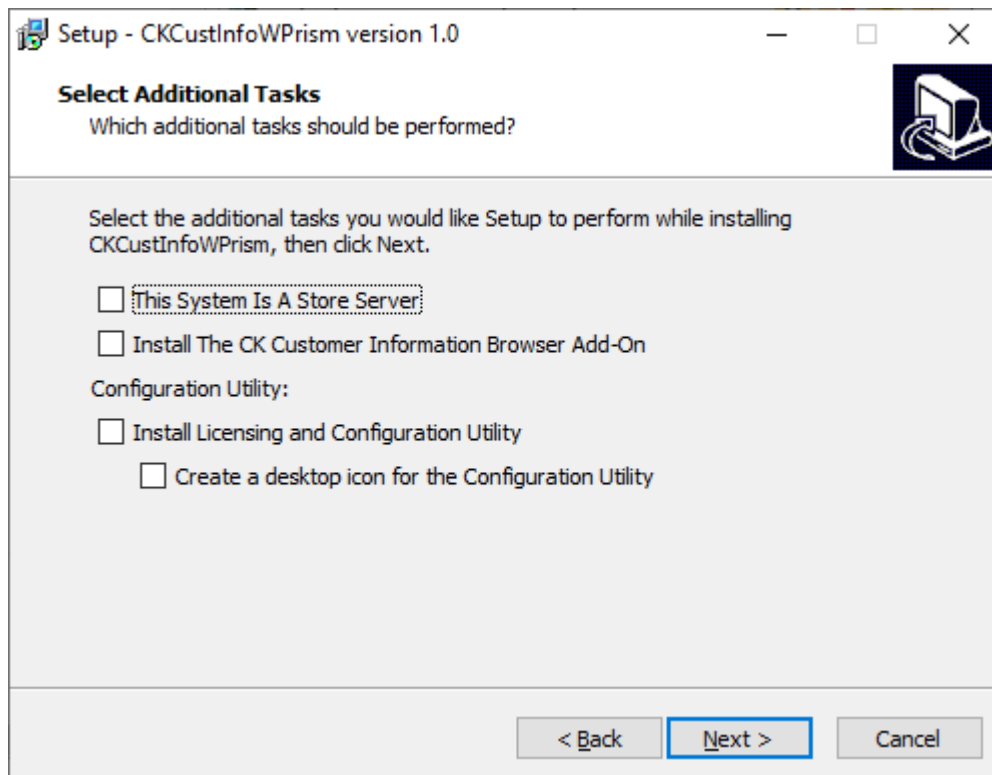 Setup - CKCustInfoWPrism version 1.0
Select Additional Tasks
Which additional tasks should be performed?
Select the additional tasks you would like Setup to perform while installing
CKCustInfoWPrism, then click Next.
This System Is A Store Server
Install The CK Customer Information Browser Add-On
Configuration Utility:
Install Licensing and Configuration Utility
Create a desktop icon for the Configuration Utility
< Back Next > Cancel